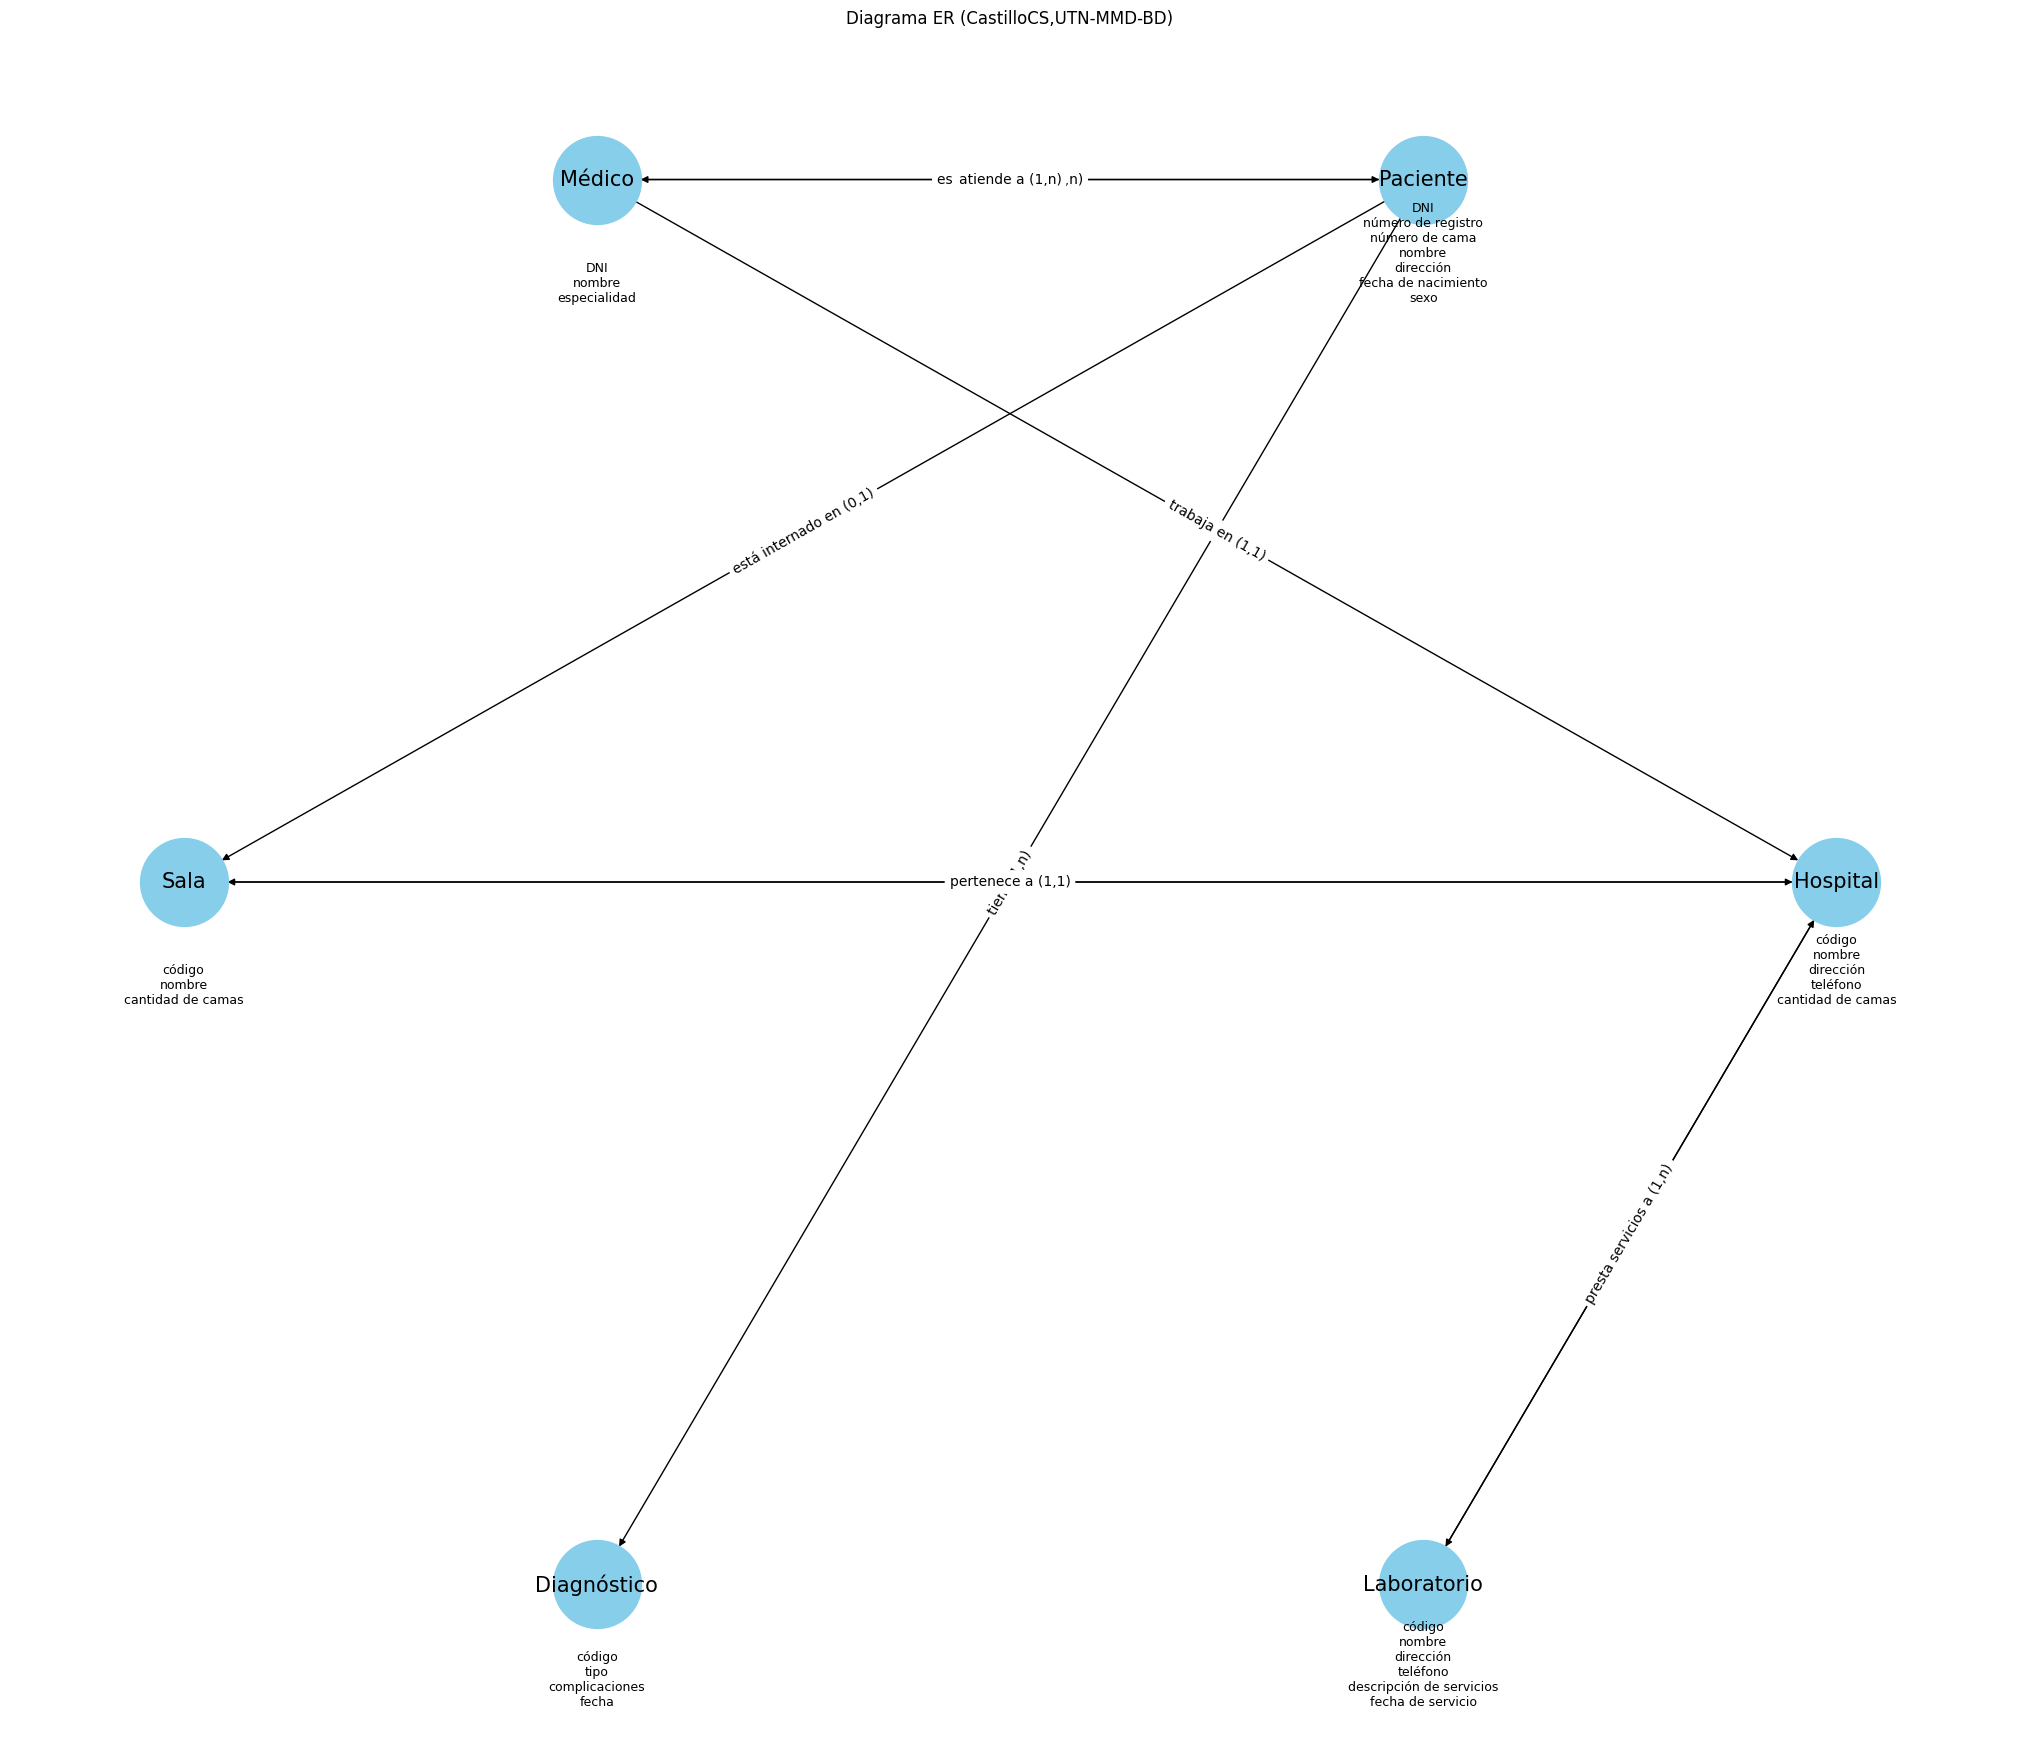 Diagrama ER (CastilloCS,UTN-MMD-BD)
Médico
es atiende a (1,n) ,n)
Paciente
DNI
número de registro
número de cama
nombre
dirección
fecha de nacimiento
sexo
DNI
nombre
especialidad
está internado en (0,1)
trabaja en (1,1)
,n)
Sala
pertenece a (1,1)
Hospital
código
nombre
cantidad de camas
código
nombre
dirección
teléfono
cantidad de camas
presta servicios a (1,n)
Diagnóstico
Laboratorio
código
tipo
complicaciones
fecha
código
nombre
dirección
teléfono
descripción de servicios
fecha de servicio